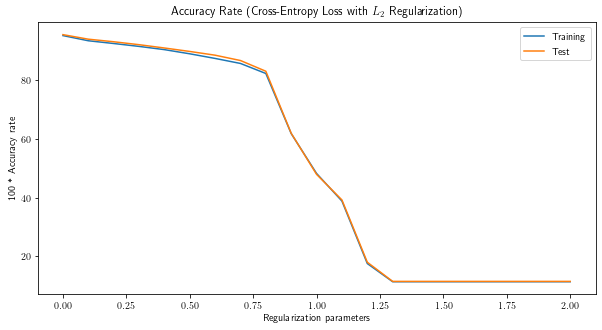 Accuracy Rate (Cross-Entropy Loss with $L_2$ Regularization)
Training
Test
100 * Accuracy rate
80
60
40
20
0.00 0.25 0.50 0.75 1.00 1.25 1.50 1.75 2.00
Regularization parameters